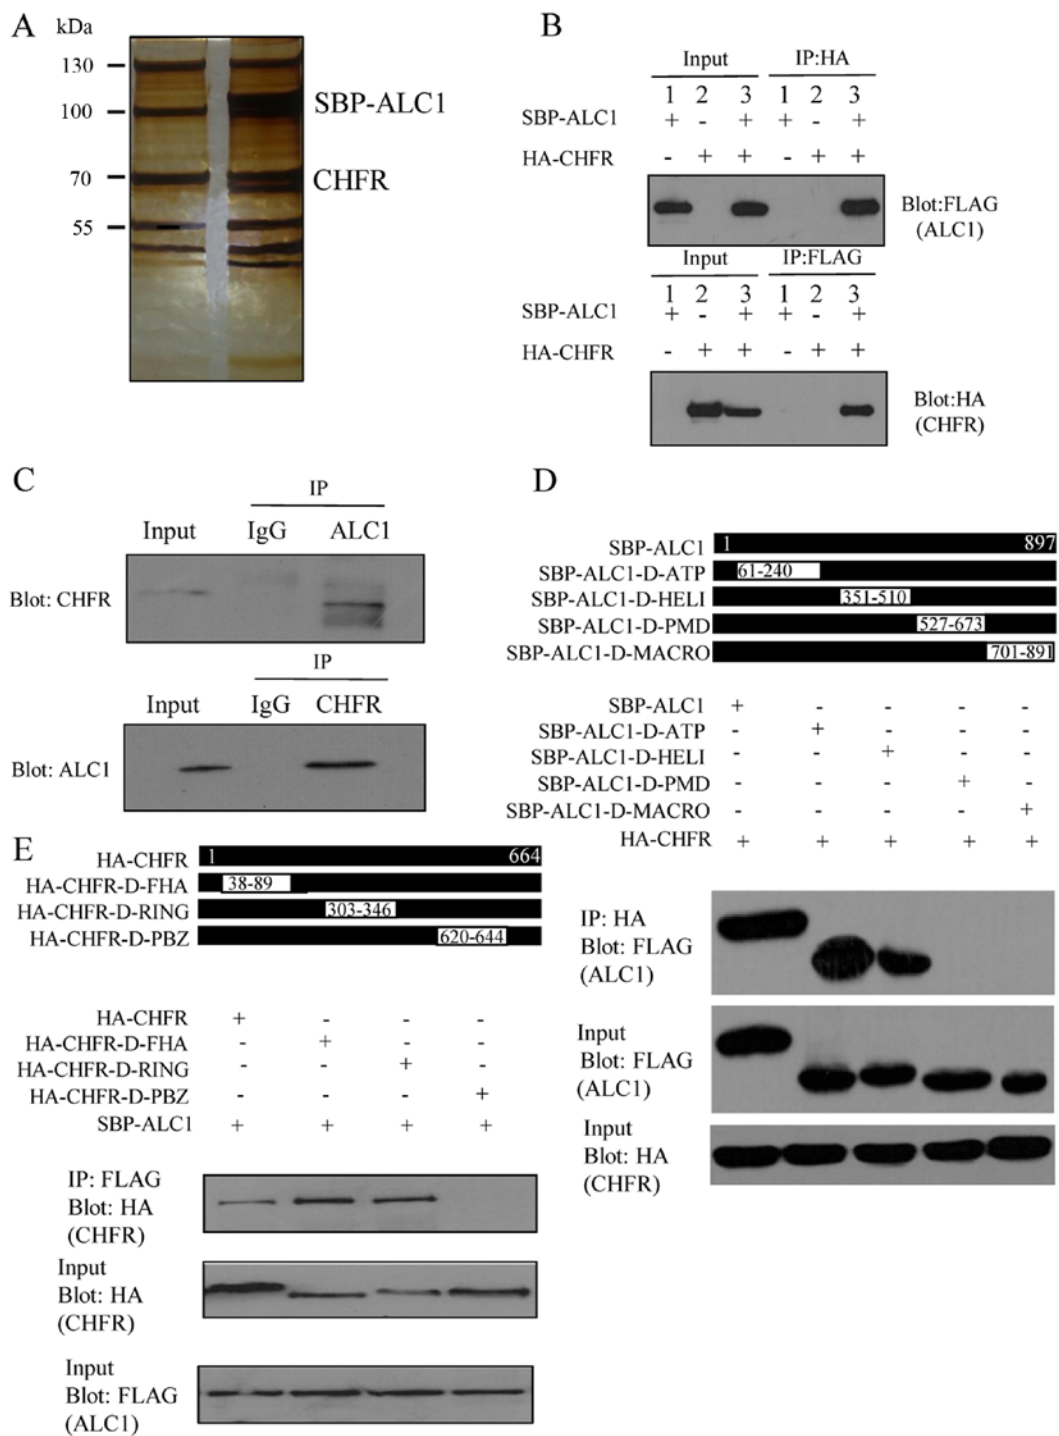 A
kDa
130
100
70
55
SBP-ALC1
CHFR
B
Input IP:HA
1 2 3 1 2 3
SBP-ALC1 + - + + - +
HA-CHFR - + + - + +
Blot:FLAG
(ALC1)
Input IP:FLAG
1 2 3 1 2 3
SBP-ALC1 + - + + - +
HA-CHFR - + + - + +
Blot:HA
(CHFR)
C
IP
Input IgG ALC1
Blot: CHFR
IP
Input IgG CHFR
Blot: ALC1
D
SBP-ALC1 1 897
SBP-ALC1-D-ATP 61-240
SBP-ALC1-D-HELI 351-510
SBP-ALC1-D-PMD 527-673
SBP-ALC1-D-MACRO 701-891
SBP-ALC1 + - - - -
SBP-ALC1-D-ATP - + - - -
SBP-ALC1-D-HELI - - + - -
SBP-ALC1-D-PMD - - - + -
SBP-ALC1-D-MACRO - - - - +
HA-CHFR + + + + +
IP: HA
Blot: FLAG
(ALC1)
Input
Blot: FLAG
(ALC1)
Input
Blot: HA
(CHFR)
E
HA-CHFR 1 664
HA-CHFR-D-FHA 38-89
HA-CHFR-D-RING 303-346
HA-CHFR-D-PBZ 620-644
HA-CHFR + - - -
HA-CHFR-D-FHA - + - -
HA-CHFR-D-RING - - + -
HA-CHFR-D-PBZ - - - +
SBP-ALC1 + + + +
IP: FLAG
Blot: HA
(CHFR)
Input
Blot: HA
(CHFR)
Input
Blot: FLAG
(ALC1)